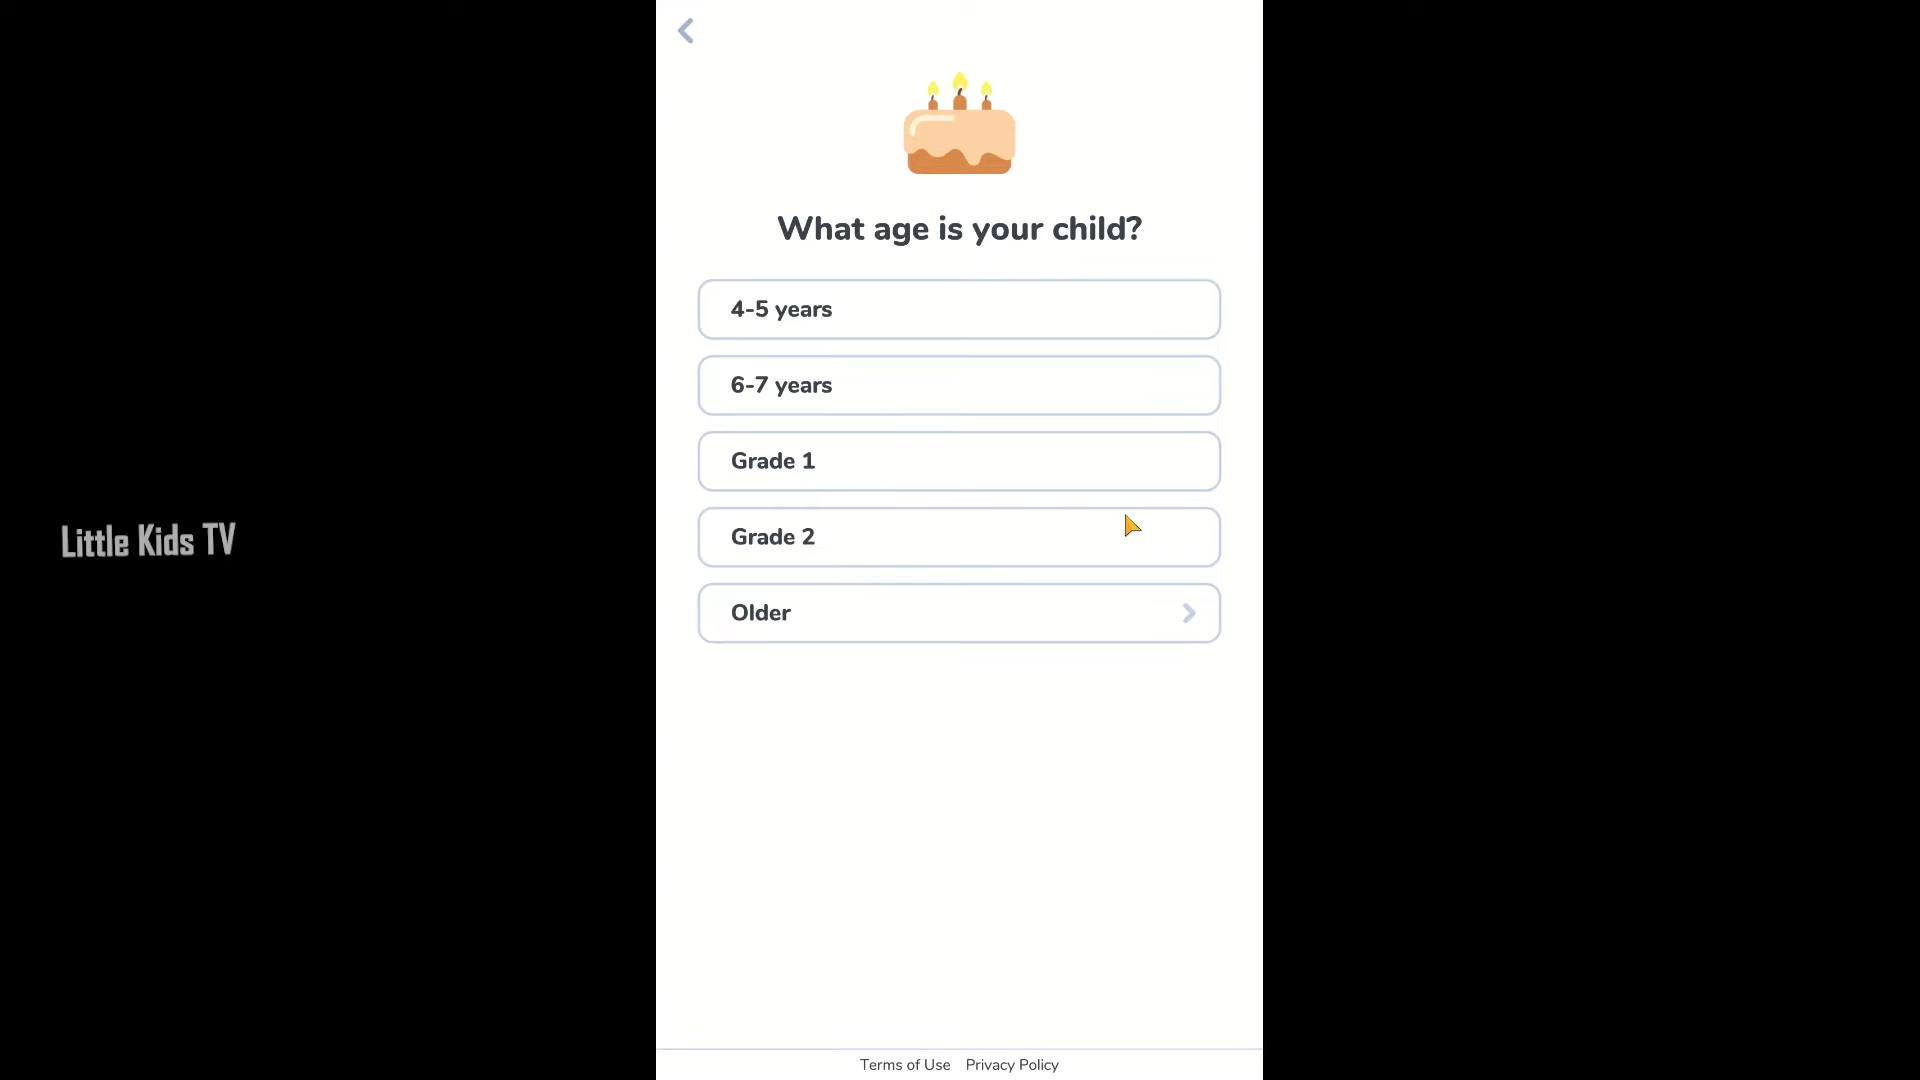 What age is your child?
4-5 years
6-7 years
Grade 1
Grade 2
Older
Little Kids TV
Terms of Use Privacy Policy